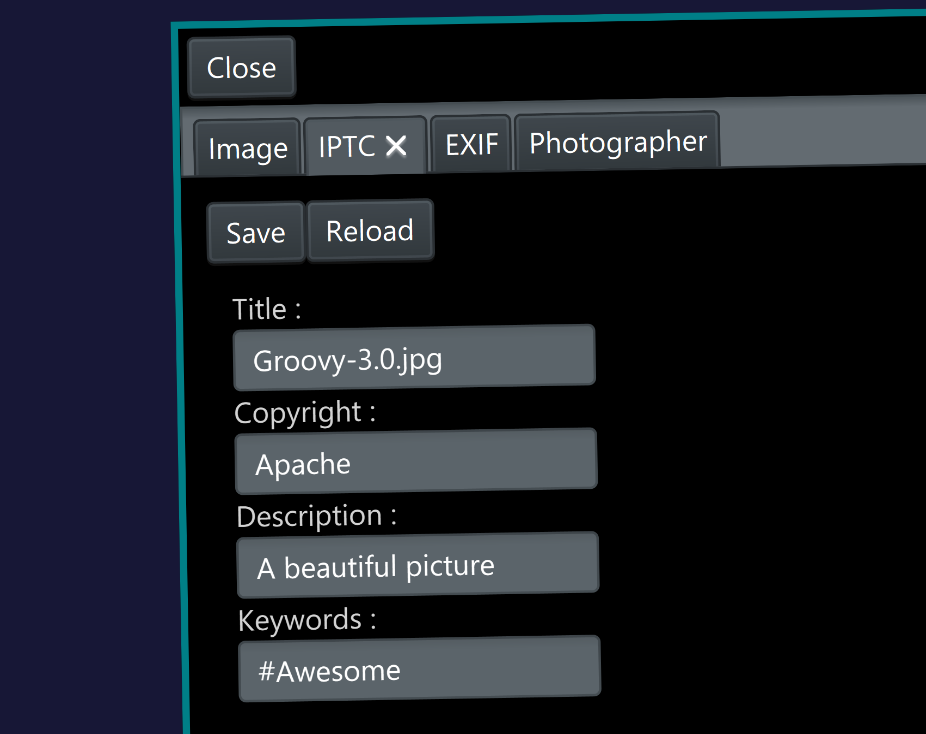 Close
Image IPTC EXIF Photographer
Save Reload
Title :
Groovy-3.0.jpg
Copyright :
Apache
Description :
A beautiful picture
Keywords :
#Awesome